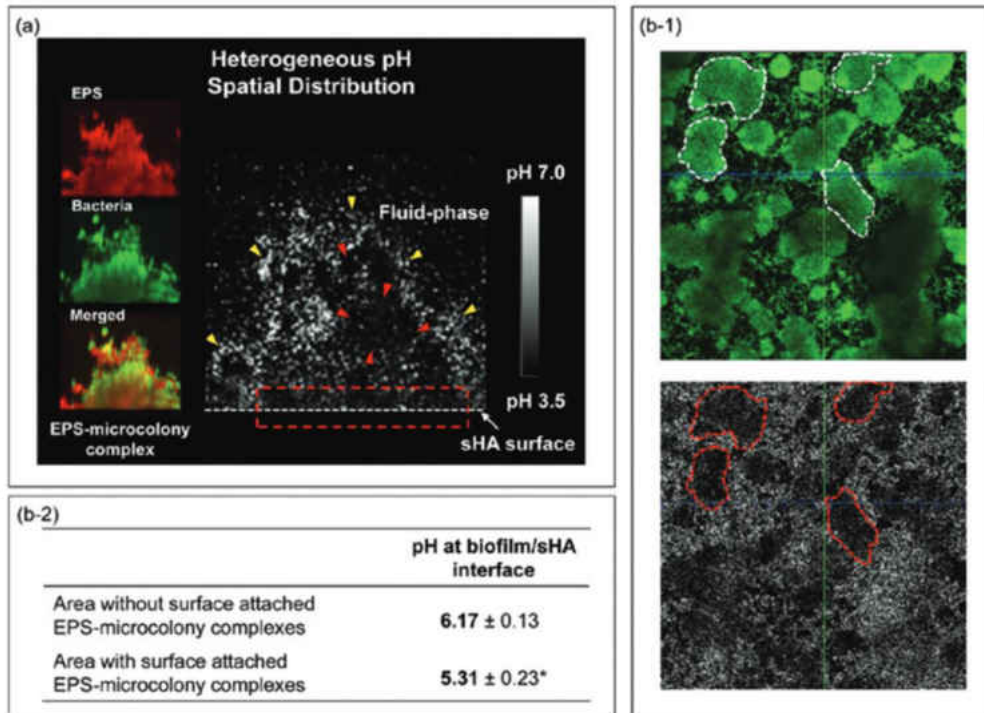 (a)
Heterogeneous pH
Spatial Distribution
EPS
Bacteria
Merged
EPS-microcolony
complex
Fluid-phase
pH 7.0
pH 3.5
sHA surface
(b-1)
(b-2)
pH at biofilm/sHA
interface
Area without surface attached
EPS-microcolony complexes
6.17 ± 0.13
Area with surface attached
EPS-microcolony complexes
5.31 ± 0.23*